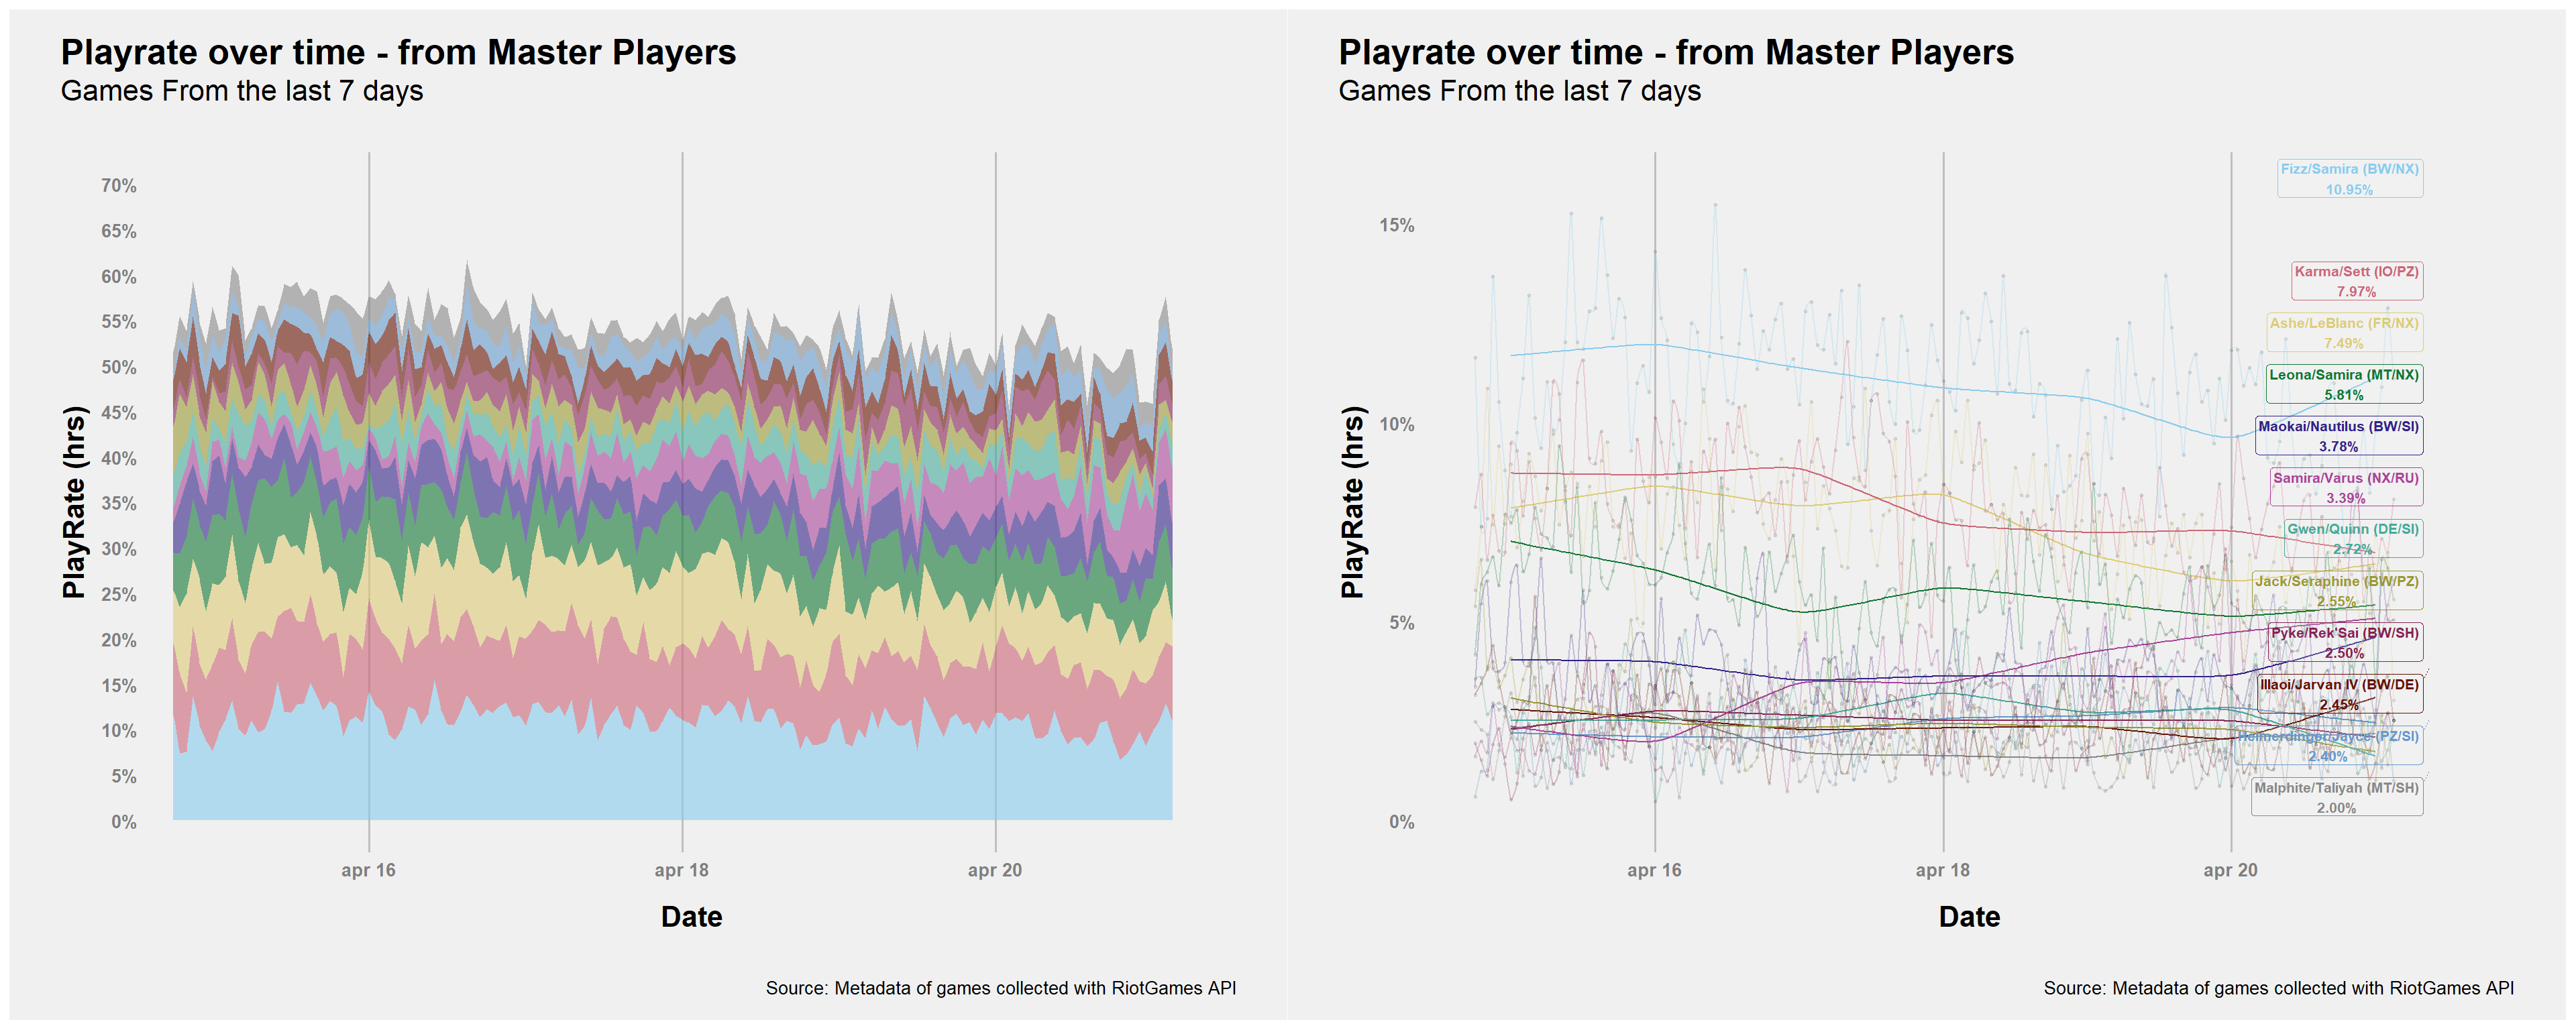 Playrate over time - from Master Players
Games From the last 7 days
70%
65%
60%
55%
50%
45%
40%
35%
30%
25%
20%
15%
10%
5%
0%
PlayRate (hrs)
apr 16
apr 18
apr 20
Date
Source: Metadata of games collected with RiotGames API
Playrate over time - from Master Players
Games From the last 7 days
15%
10%
5%
0%
PlayRate (hrs)
Fizz/Samira (BW/NX)
10.95%
Karma/Sett (IO/PZ)
7.97%
Ashe/LeBlanc (FR/NX)
7.49%
Leona/Samira (MT/NX)
5.81%
Maokai/Nautilus (BW/SI)
3.78%
Samira/Varus (NX/RU)
3.39%
Gwen/Quinn (DE/SI)
2.72%
Jack/Seraphine (BW/PZ)
2.55%
Pyke/Rek'Sai (BW/SH)
2.50%
Illaoi/Jarvan IV (BW/DE)
2.45%
Heimerdinger/Jayce (PZ/SI)
2.40%
Malphite/Taliyah (MT/SH)
2.00%
apr 16
apr 18
apr 20
Date
Source: Metadata of games collected with RiotGames API